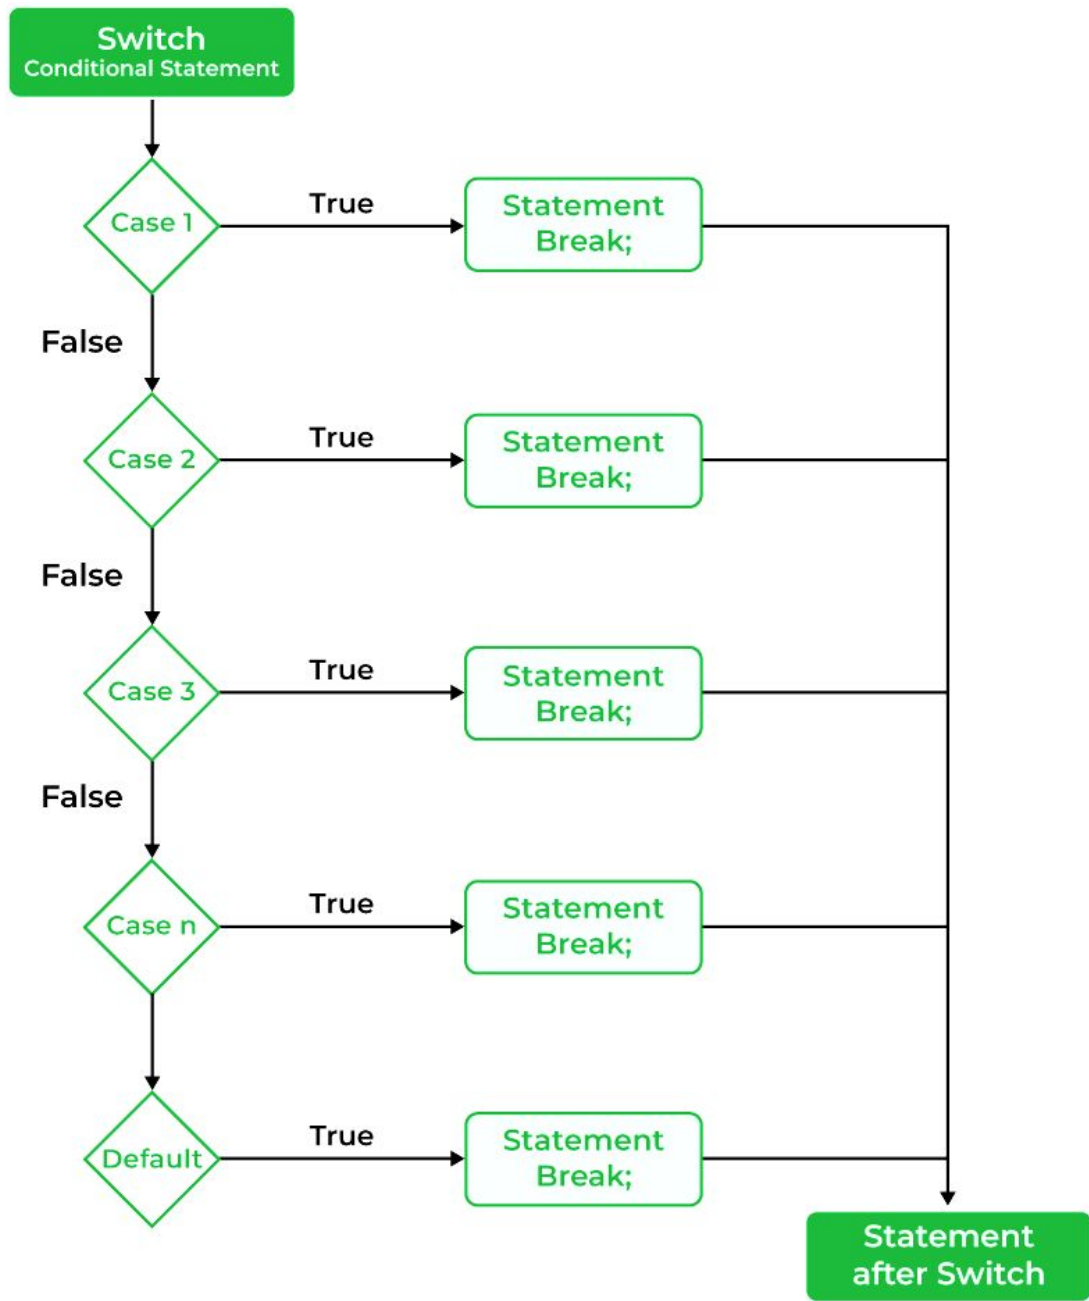 Switch
Conditional Statement
Case 1
True
Statement
Break;
False
Case 2
True
Statement
Break;
False
Case 3
True
Statement
Break;
False
Case n
True
Statement
Break;
Default
True
Statement
Break;
Statement
after Switch